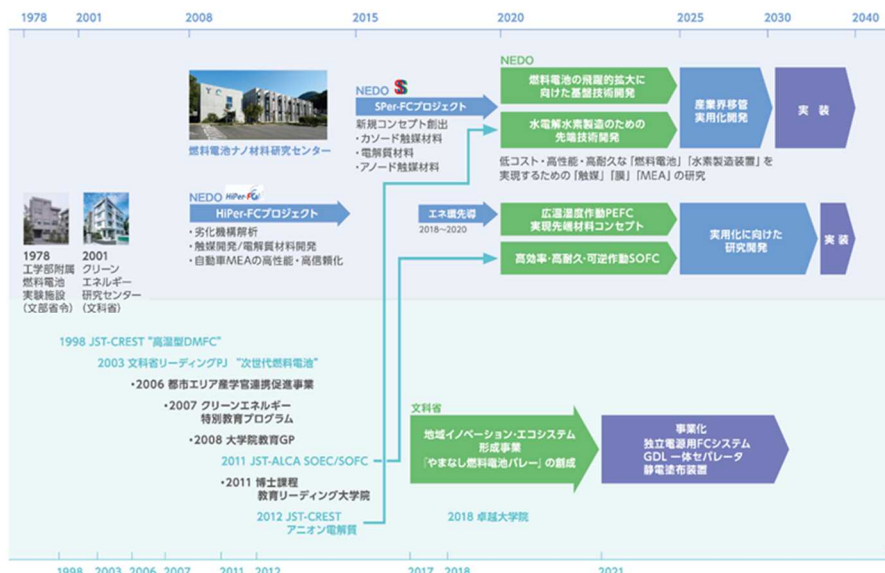 1978
2001
2008
2015
2020
2025
2030
2040
燃料電池ナノ材料研究センター
NEDO
SPer-FCプロジェクト
新規コンセプト創出
・カソード触媒材料
・電解質材料
・アノード触媒材料
NEDO
燃料電池の飛躍的拡大に
向けた基盤技術開発
水電解水素製造のための
先端技術開発
産業界移管
実用化開発
実 装
低コスト・高性能・高耐久な「燃料電池」「水素製造装置」を
実現するための「触媒」「膜」「MEA」の研究
1978
工学部附属
燃料電池
実験施設
(文部省令)
2001
クリーン
エネルギー
研究センター
(文科省)
NEDO HiPer-FC
HiPer-FCプロジェクト
・劣化機構解析
・触媒開発/電解質材料開発
・自動車MEAの高性能・高信頼化
エネ環先導
2018〜2020
広温湿度作動PEFC
実現先端材料コンセプト
高効率・高耐久・可逆作動SOFC
実用化に向けた
研究開発
実 装
1998 JST-CREST “高温型DMFC”
2003 文科省リーディングPJ “次世代燃料電池”
・2006 都市エリア産学官連携促進事業
・2007 クリーンエネルギー
特別教育プログラム
・2008 大学院教育GP
2011 JST-ALCA SOEC/SOFC
・2011 博士課程
教育リーディング大学院
2012 JST-CREST
アニオン電解質
文科省
地域イノベーション・エコシステム
形成事業
「やまなし燃料電池バレー」の創成
事業化
独立電源用FCシステム
GDL 一体セパレータ
静電塗布装置
2018 卓越大学院
1998
2003
2006
2007
2011
2012
2017
2018
2021